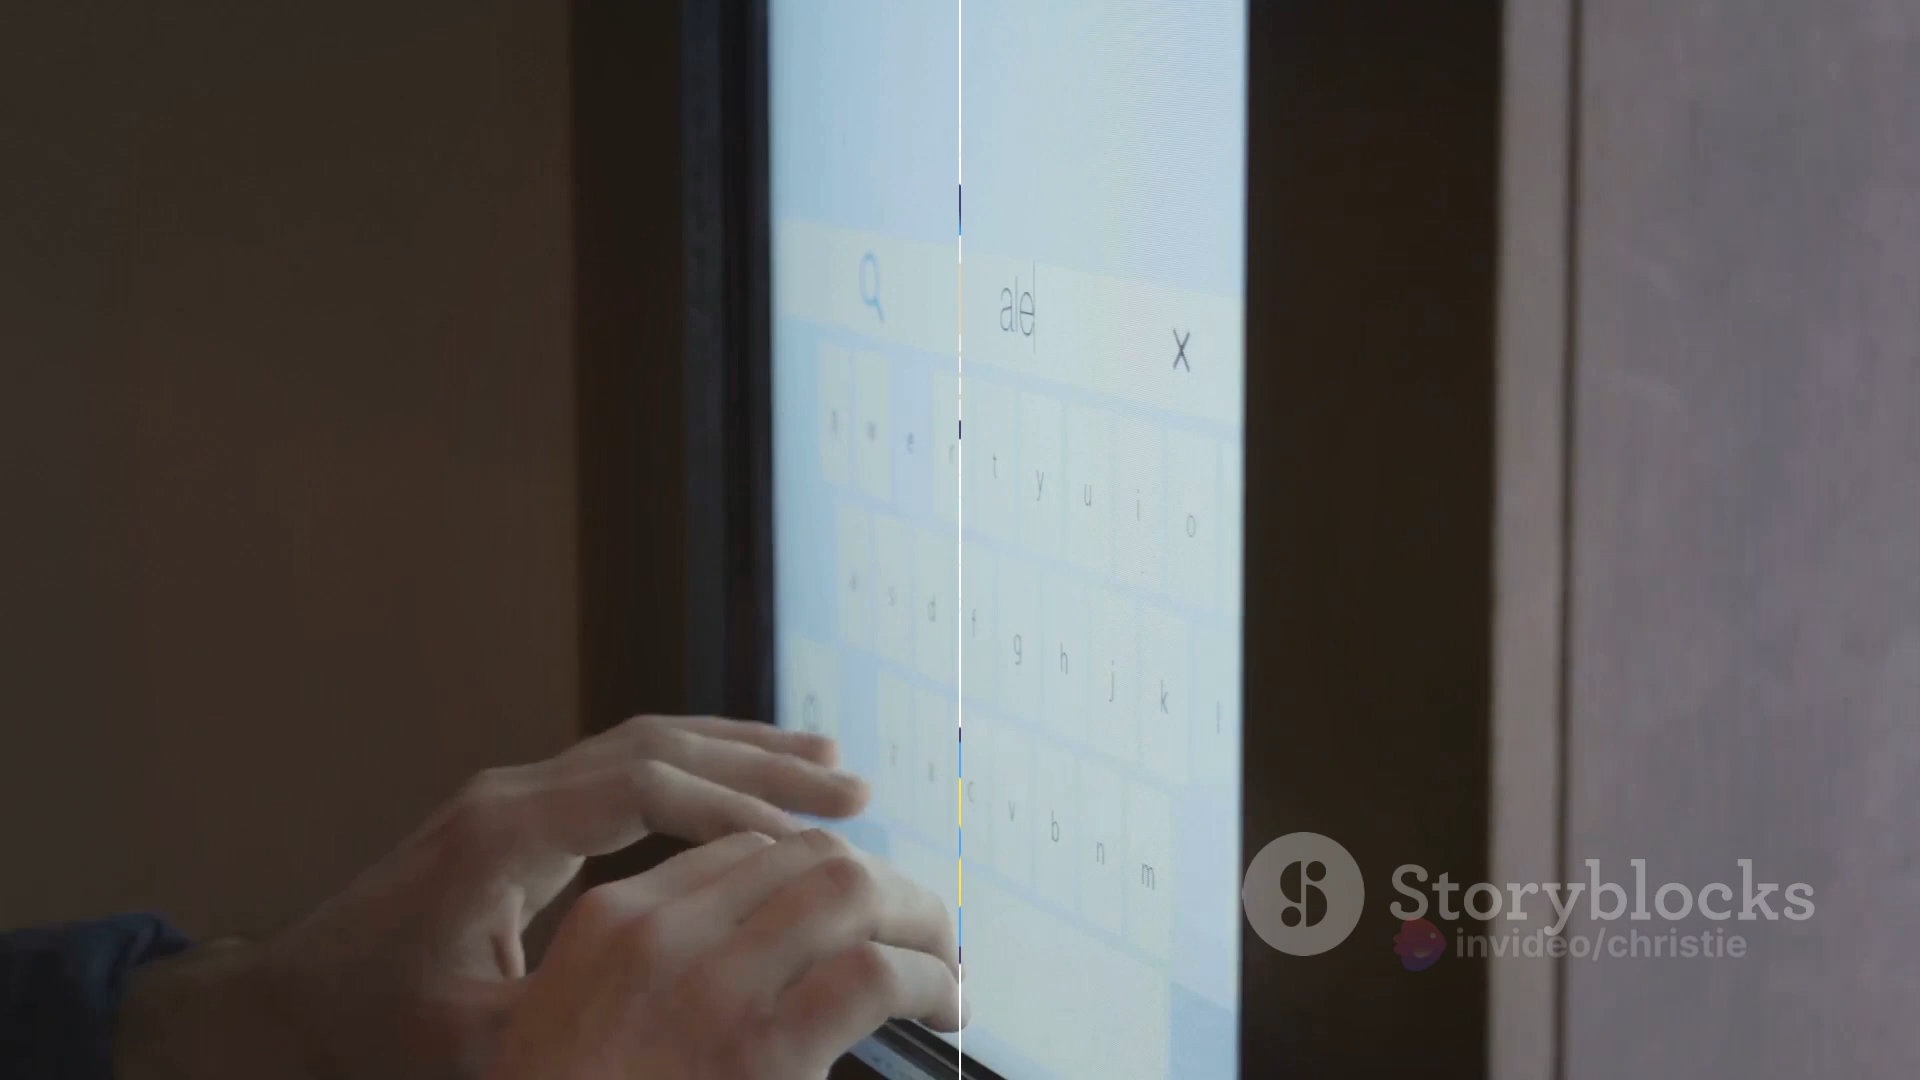 ale
X
e r t y u i o
a s d f g h j k l
z x c v b n m
Storyblocks
invideo/christie